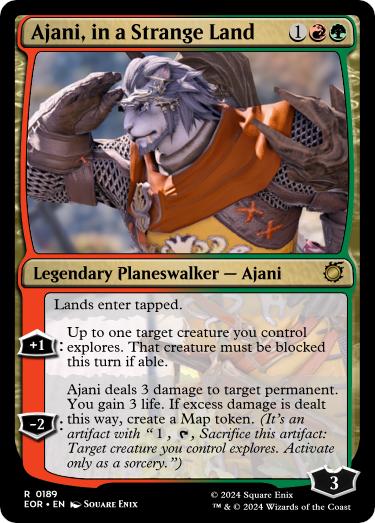 Ajani, in a Strange Land 1
Legendary Planeswalker — Ajani
Lands enter tapped.
+1: Up to one target creature you control
explores. That creature must be blocked
this turn if able.
Ajani deals 3 damage to target permanent.
You gain 3 life. If excess damage is dealt
-2: this way, create a Map token. (It's an
artifact with “1, , Sacrifice this artifact:
Target creature you control explores. Activate
only as a sorcery.”)
3
R 0189
EOR • EN SQUARE ENIX
© 2024 Square Enix
™ & © 2024 Wizards of the Coast